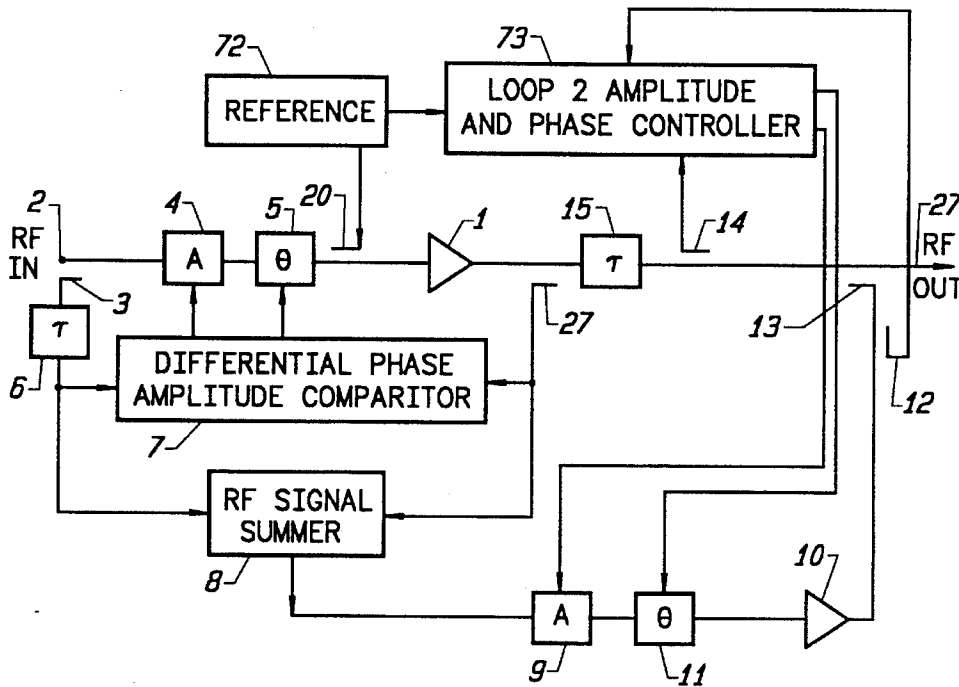 72
73
REFERENCE
LOOP 2 AMPLITUDE
AND PHASE CONTROLLER
2
4
5
20
1
15
14
27
RF
IN
A
θ
τ
RF
OUT
3
27
13
τ
6
DIFFERENTIAL PHASE
AMPLITUDE COMPARITOR
12
7
RF SIGNAL
SUMMER
8
10
A
θ
9
11